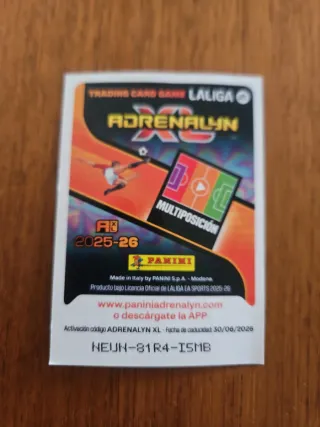 TRADING CARD GAME LALIGA
ADRENALYN
XL
MULTIPOSICIÓN
2025-26
PANINI
Made in Italy by PANINI S.p.A. - Modena
Producto bajo Licencia Oficial de LALIGA EA SPORTS 2025-26
www.paniniadrenalyn.com
o descárgate la APP
Activación código ADRENALYN XL - Fecha de caducidad: 30/06/2026
NEUN-81R4-I5MB